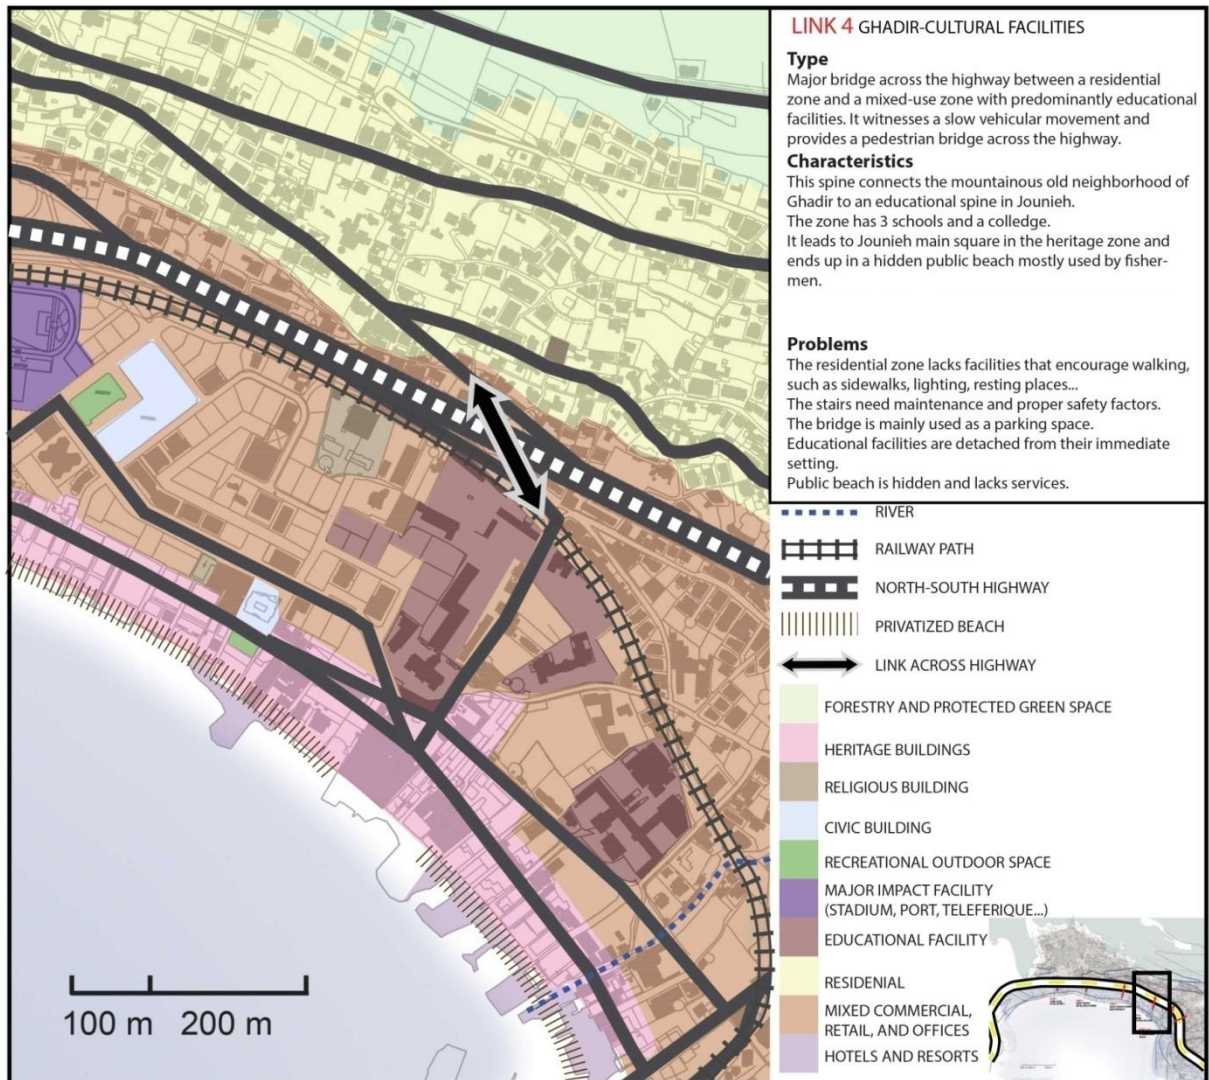 LINK 4 GHADIR-CULTURAL FACILITIES
Type
Major bridge across the highway between a residential
zone and a mixed-use zone with predominantly educational
facilities. It witnesses a slow vehicular movement and
provides a pedestrian bridge across the highway.
Characteristics
This spine connects the mountainous old neighborhood of
Ghadir to an educational spine in Jounieh.
The zone has 3 schools and a colledge.
It leads to Jounieh main square in the heritage zone and
ends up in a hidden public beach mostly used by fisher-
men.
Problems
The residential zone lacks facilities that encourage walking,
such as sidewalks, lighting, resting places...
The stairs need maintenance and proper safety factors.
The bridge is mainly used as a parking space.
Educational facilities are detached from their immediate
setting.
Public beach is hidden and lacks services.
RIVER
RAILWAY PATH
NORTH-SOUTH HIGHWAY
PRIVATIZED BEACH
LINK ACROSS HIGHWAY
FORESTRY AND PROTECTED GREEN SPACE
HERITAGE BUILDINGS
RELIGIOUS BUILDING
CIVIC BUILDING
RECREATIONAL OUTDOOR SPACE
MAJOR IMPACT FACILITY
(STADIUM, PORT, TELEFERIQUE...)
EDUCATIONAL FACILITY
RESIDENIAL
MIXED COMMERCIAL,
RETAIL, AND OFFICES
HOTELS AND RESORTS
100 m 200 m